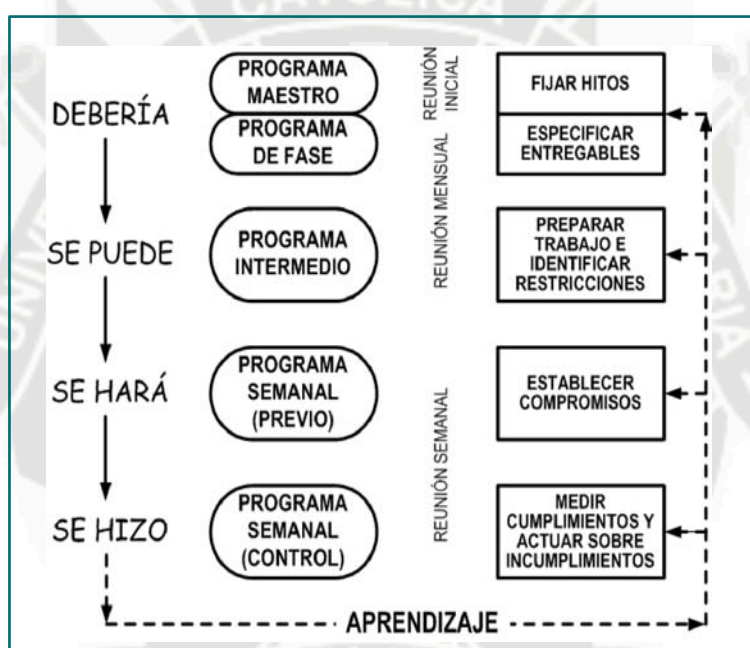 CATÓLICA
PROGRAMA
MAESTRO
REUNIÓN
INICIAL
FIJAR HITOS
DEBERÍA
PROGRAMA
DE FASE
ESPECIFICAR
ENTREGABLES
REUNIÓN MENSUAL
SE PUEDE
PROGRAMA
INTERMEDIO
PREPARAR
TRABAJO E
IDENTIFICAR
RESTRICCIONES
SE HARÁ
PROGRAMA
SEMANAL
(PREVIO)
ESTABLECER
COMPROMISOS
REUNIÓN SEMANAL
SE HIZO
PROGRAMA
SEMANAL
(CONTROL)
MEDIR
CUMPLIMIENTOS Y
ACTUAR SOBRE
INCUMPLIMIENTOS
APRENDIZAJE